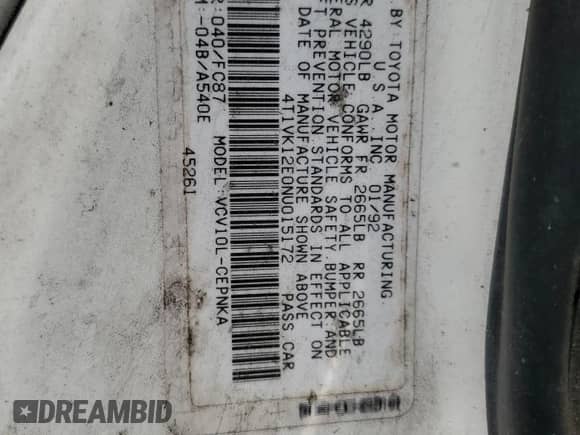 BY TOYOTA MOTOR MANUFACTURING,
U S A, INC 01/92
R 4290LB GAWR FR 2665LB RR 2665LB
S VEHICLE CONFORMS TO ALL APPLICABLE
ERAL MOTOR VEHICLE SAFETY BUMPER AND
T PREVENTION STANDARDS IN EFFECT ON
DATE OF MANUFACTURE SHOWN ABOVE
4T1VK12E0NU015172 PASS.CAR
R:040/FC87 MODEL:VCV10L-CEPNKA
M:-04B/A540E 45261
DREAMBID